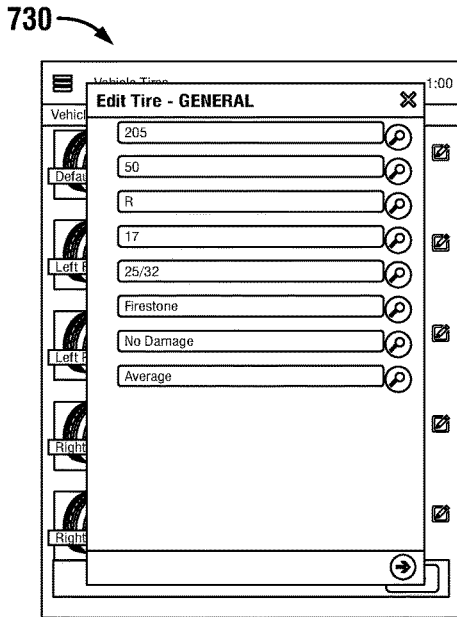 730
Vehicle Tires
1:00
Edit Tire - GENERAL
Vehicl
205
Defau
50
R
Left F
17
25/32
Firestone
Left F
No Damage
Average
Right
Right